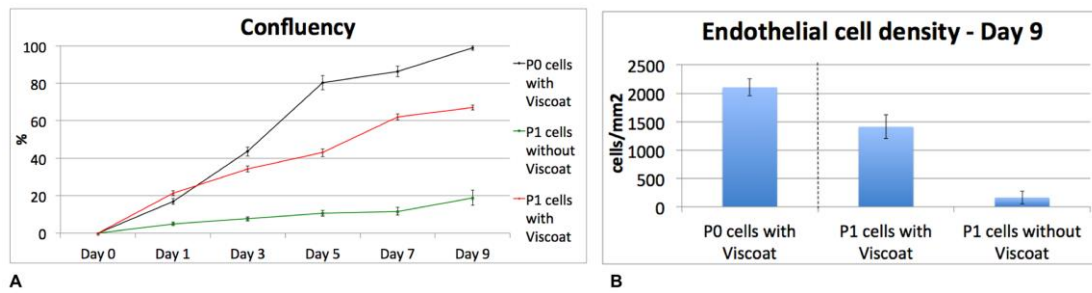 Confluency
100
80
60
40
20
0
%
Day 0 Day 1 Day 3 Day 5 Day 7 Day 9
P0 cells
with
Viscoat
P1 cells
without
Viscoat
P1 cells
with
Viscoat
A
Endothelial cell density - Day 9
2500
2000
1500
1000
500
0
cells/mm2
P0 cells with
Viscoat
P1 cells with
Viscoat
P1 cells without
Viscoat
B